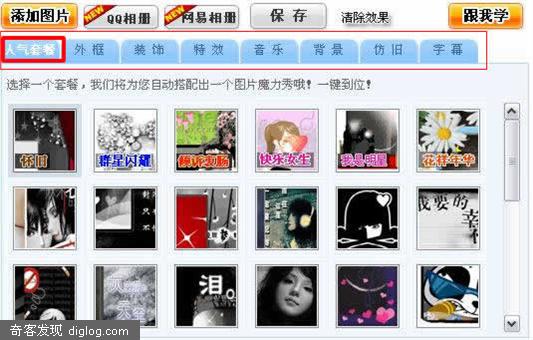 添加图片 NEW QQ相册 NEW 网易相册 保存 清除效果 跟我学
人气套餐 外框 装饰 特效 音乐 背景 仿旧 字幕
选择一个套餐，我们将为您自动搭配出一个图片魔力秀哦！一键到位！
怀旧 群星闪耀 倾诉衷肠 快乐女生 我是明星 花样年华
我要的
幸
泪
奇客发现 diglog.com